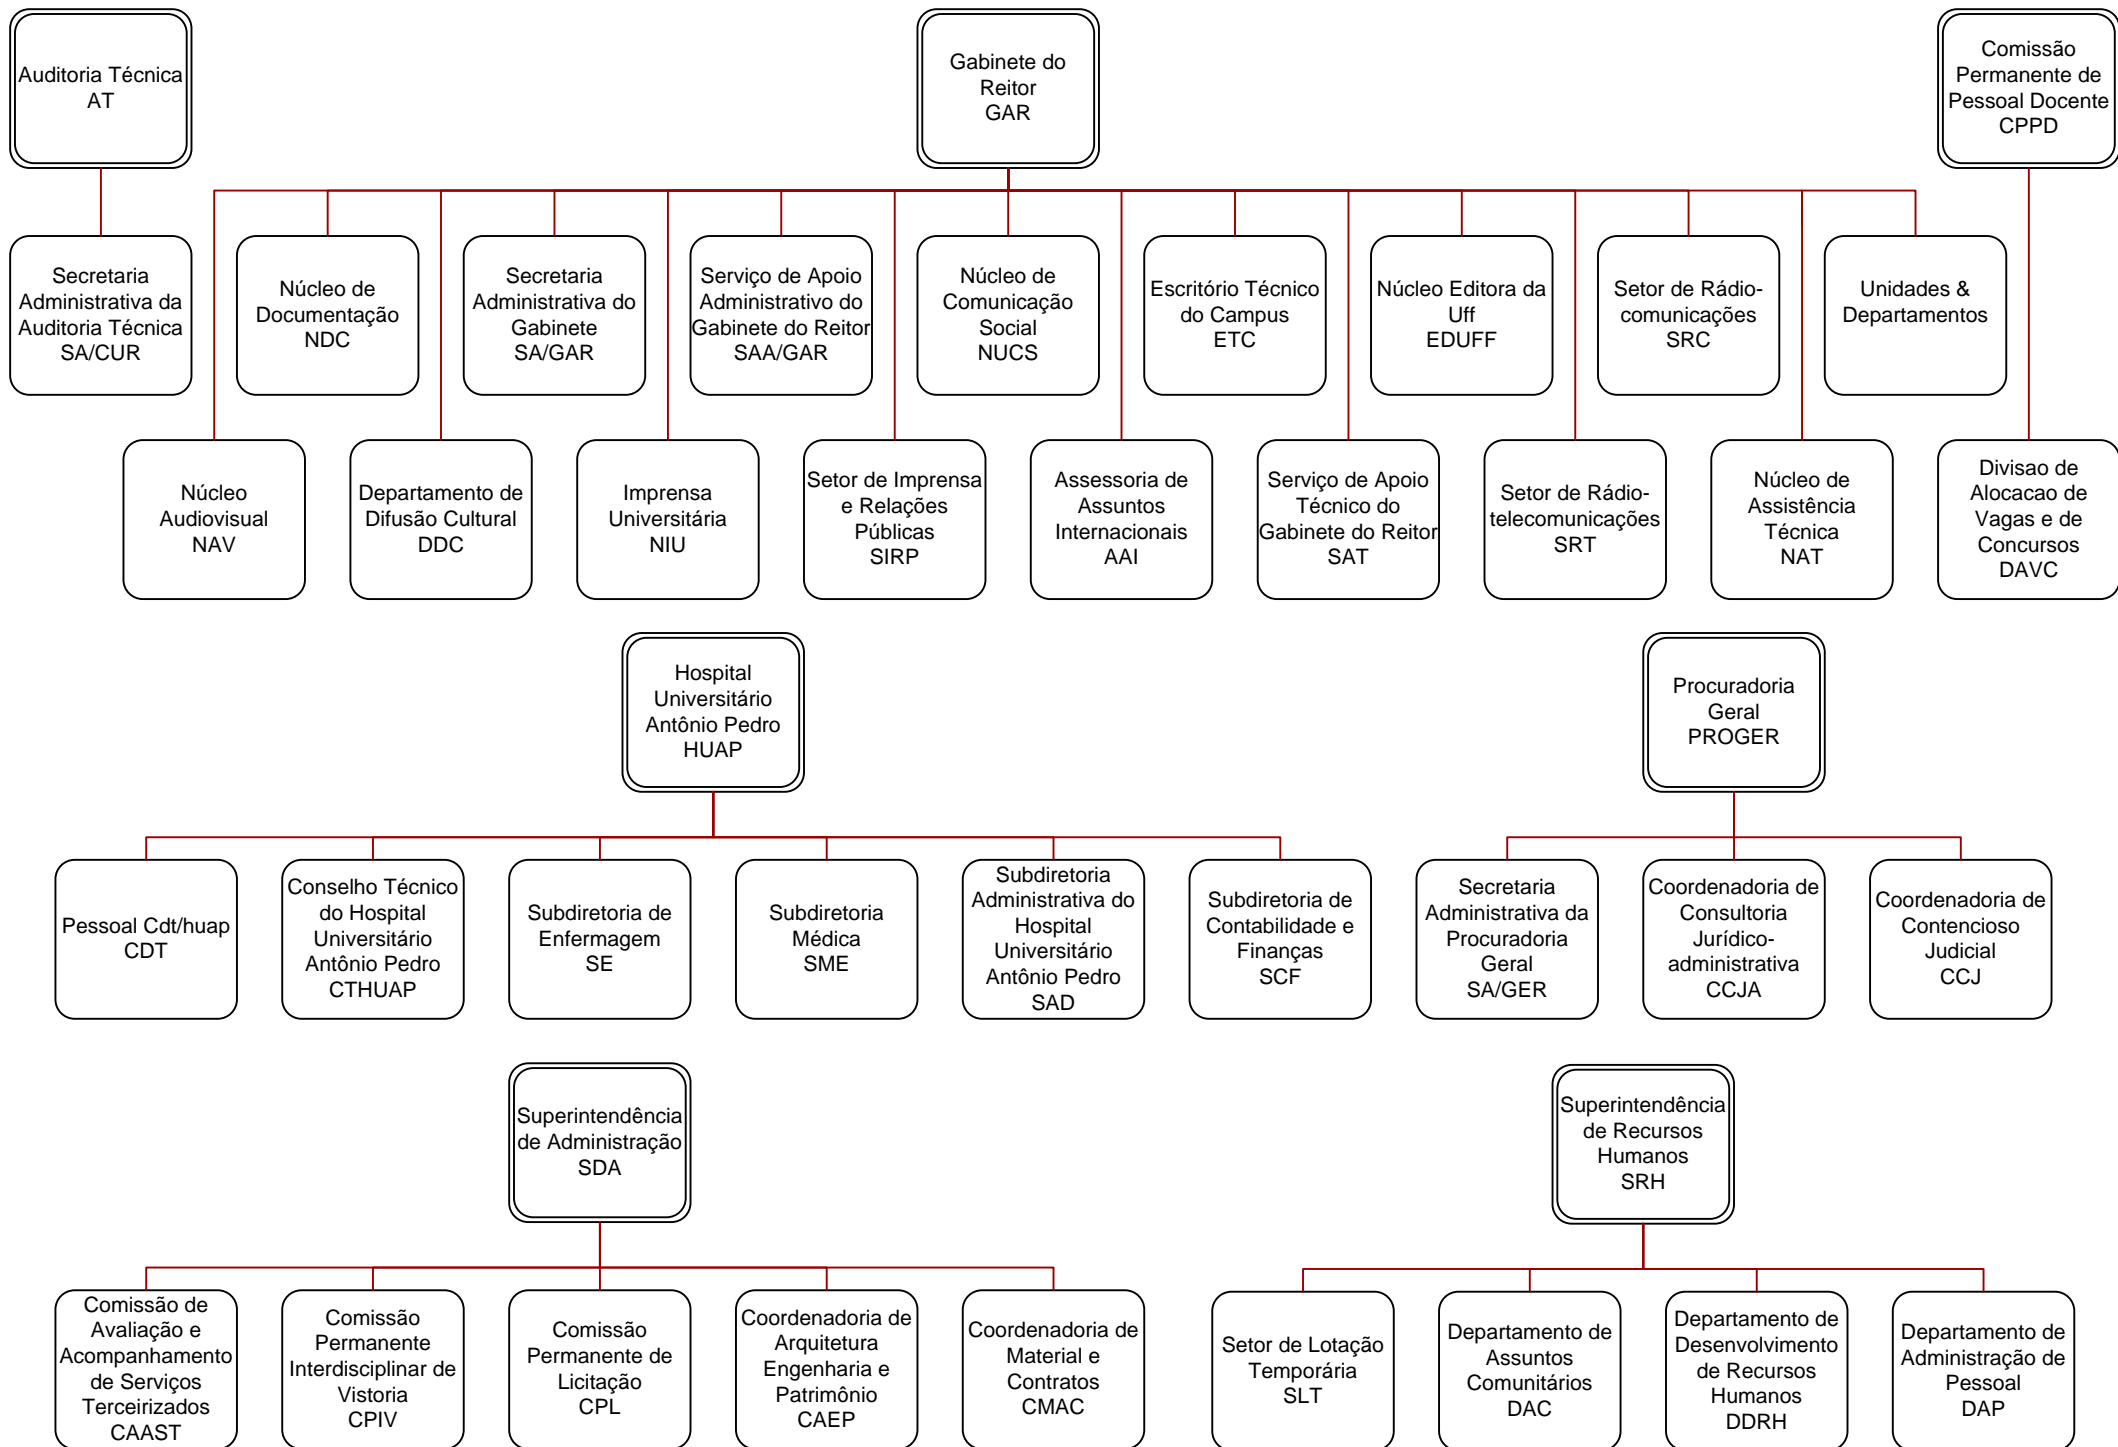 Auditoria Técnica
AT
Gabinete do
Reitor
GAR
Comissão
Permanente de
Pessoal Docente
CPPD
Secretaria
Administrativa da
Auditoria Técnica
SA/CUR
Núcleo de
Documentação
NDC
Secretaria
Administrativa do
Gabinete
SA/GAR
Serviço de Apoio
Administrativo do
Gabinete do Reitor
SAA/GAR
Núcleo de
Comunicação
Social
NUCS
Escritório Técnico
do Campus
ETC
Núcleo Editora da
Uff
EDUFF
Setor de Rádio-
comunicações
SRC
Unidades &
Departamentos
Núcleo
Audiovisual
NAV
Departamento de
Difusão Cultural
DDC
Imprensa
Universitária
NIU
Setor de Imprensa
e Relações
Públicas
SIRP
Assessoria de
Assuntos
Internacionais
AAI
Serviço de Apoio
Técnico do
Gabinete do Reitor
SAT
Setor de Rádio-
telecomunicações
SRT
Núcleo de
Assistência
Técnica
NAT
Divisao de
Alocacao de
Vagas e de
Concursos
DAVC
Hospital
Universitário
Antônio Pedro
HUAP
Procuradoria
Geral
PROGER
Pessoal Cdt/huap
CDT
Conselho Técnico
do Hospital
Universitário
Antônio Pedro
CTHUAP
Subdiretoria de
Enfermagem
SE
Subdiretoria
Médica
SME
Subdiretoria
Administrativa do
Hospital
Universitário
Antônio Pedro
SAD
Subdiretoria de
Contabilidade e
Finanças
SCF
Secretaria
Administrativa da
Procuradoria
Geral
SA/GER
Coordenadoria de
Consultoria
Jurídico-
administrativa
CCJA
Coordenadoria de
Contencioso
Judicial
CCJ
Superintendência
de Administração
SDA
Superintendência
de Recursos
Humanos
SRH
Comissão de
Avaliação e
Acompanhamento
de Serviços
Terceirizados
CAAST
Comissão
Permanente
Interdisciplinar de
Vistoria
CPIV
Comissão
Permanente de
Licitação
CPL
Coordenadoria de
Arquitetura
Engenharia e
Patrimônio
CAEP
Coordenadoria de
Material e
Contratos
CMAC
Setor de Lotação
Temporária
SLT
Departamento de
Assuntos
Comunitários
DAC
Departamento de
Desenvolvimento
de Recursos
Humanos
DDRH
Departamento de
Administração de
Pessoal
DAP